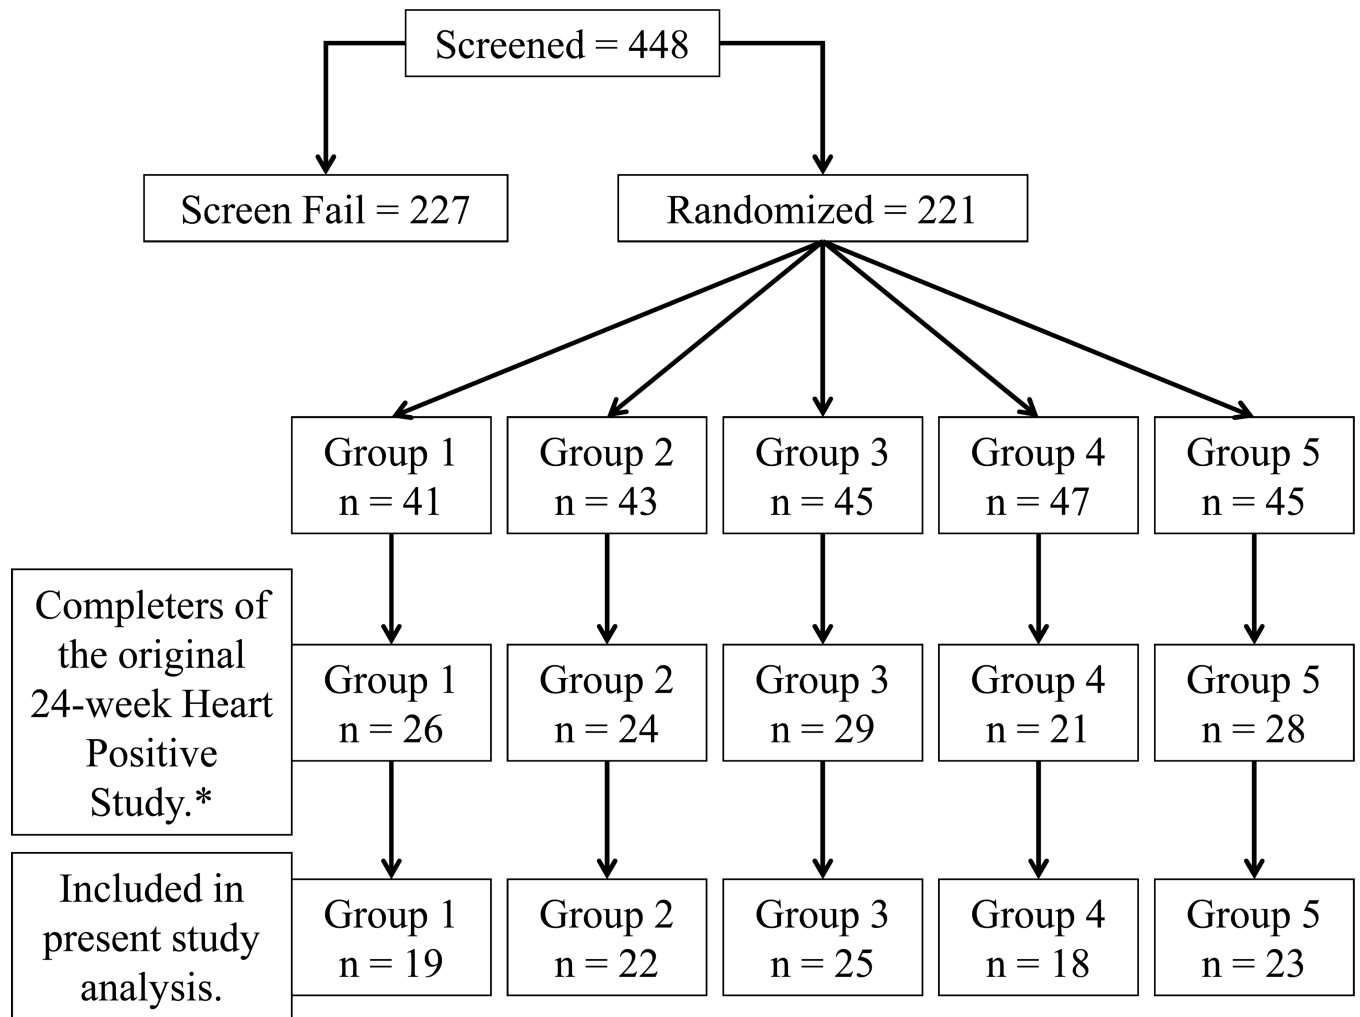 Screened = 448
Screen Fail = 227
Randomized = 221
Group 1
n = 41
Group 2
n = 43
Group 3
n = 45
Group 4
n = 47
Group 5
n = 45
Completers of
the original
24-week Heart
Positive
Study.*
Group 1
n = 26
Group 2
n = 24
Group 3
n = 29
Group 4
n = 21
Group 5
n = 28
Included in
present study
analysis.
Group 1
n = 19
Group 2
n = 22
Group 3
n = 25
Group 4
n = 18
Group 5
n = 23